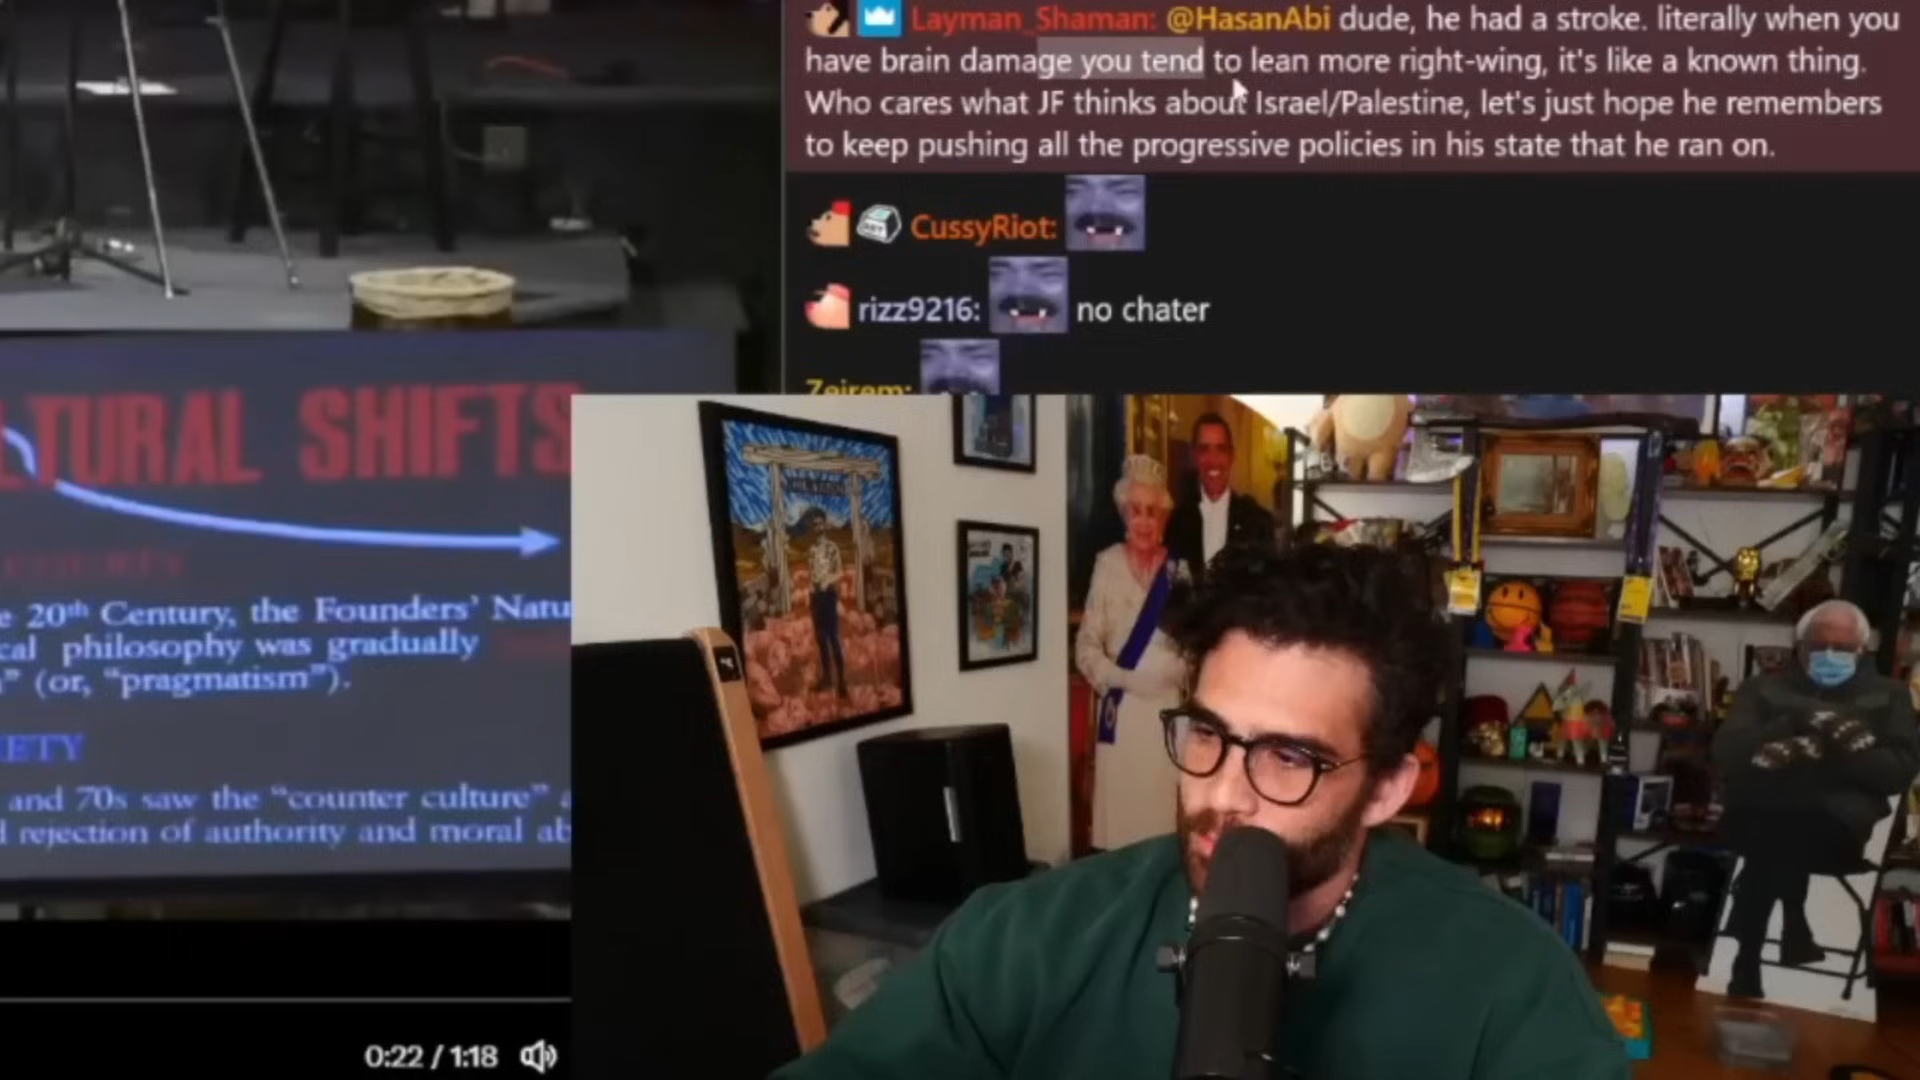 Layman_Shaman: @HasanAbi dude, he had a stroke. literally when you
have brain damage you tend to lean more right-wing, it's like a known thing.
Who cares what JF thinks about Israel/Palestine, let's just hope he remembers
to keep pushing all the progressive policies in his state that he ran on.
CussyRiot:
rizz9216: no chater
Zeirem:
LTURAL SHIFTS
e 20th Century, the Founders' Natu
cal philosophy was gradually
" (or, "pragmatism").
IETY
and 70s saw the "counter culture"
rejection of authority and moral ab
0:22 / 1:18